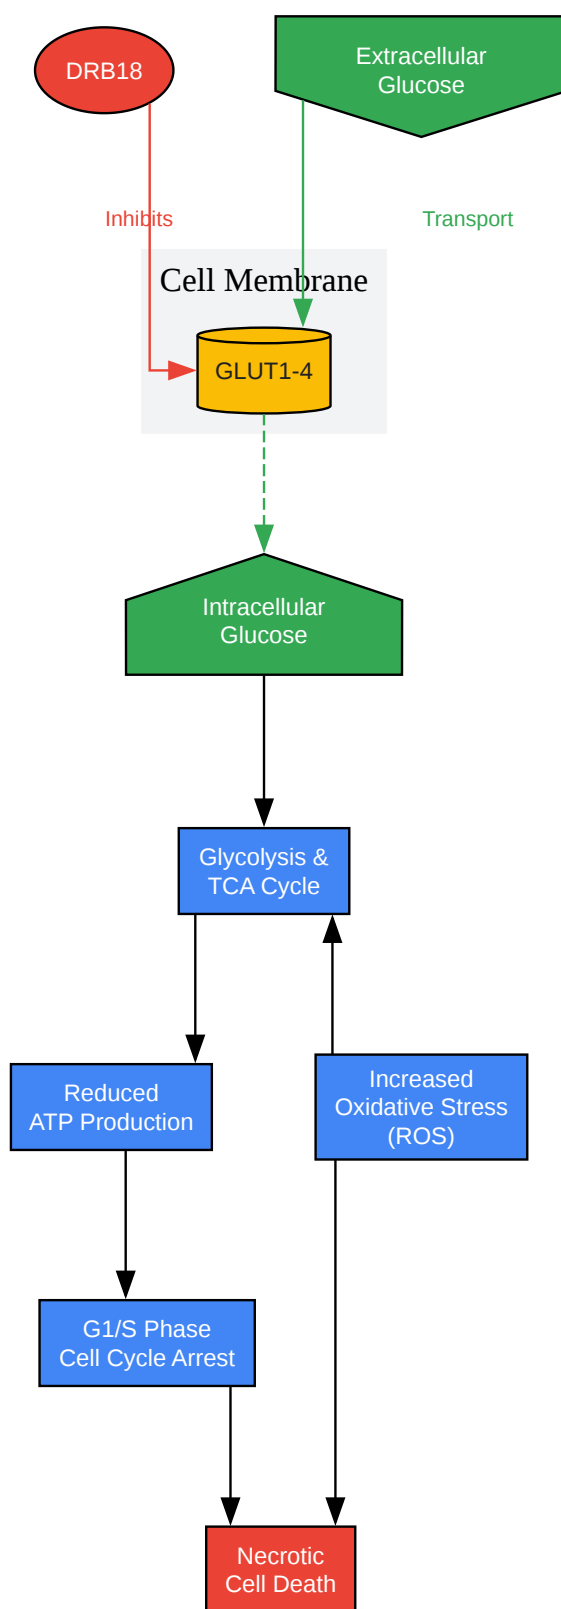 DRB18
Extracellular
Glucose
Inhibits
Transport
Cell Membrane
GLUT1-4
Intracellular
Glucose
Glycolysis &
TCA Cycle
Reduced
ATP Production
Increased
Oxidative Stress
(ROS)
G1/S Phase
Cell Cycle Arrest
Necrotic
Cell Death